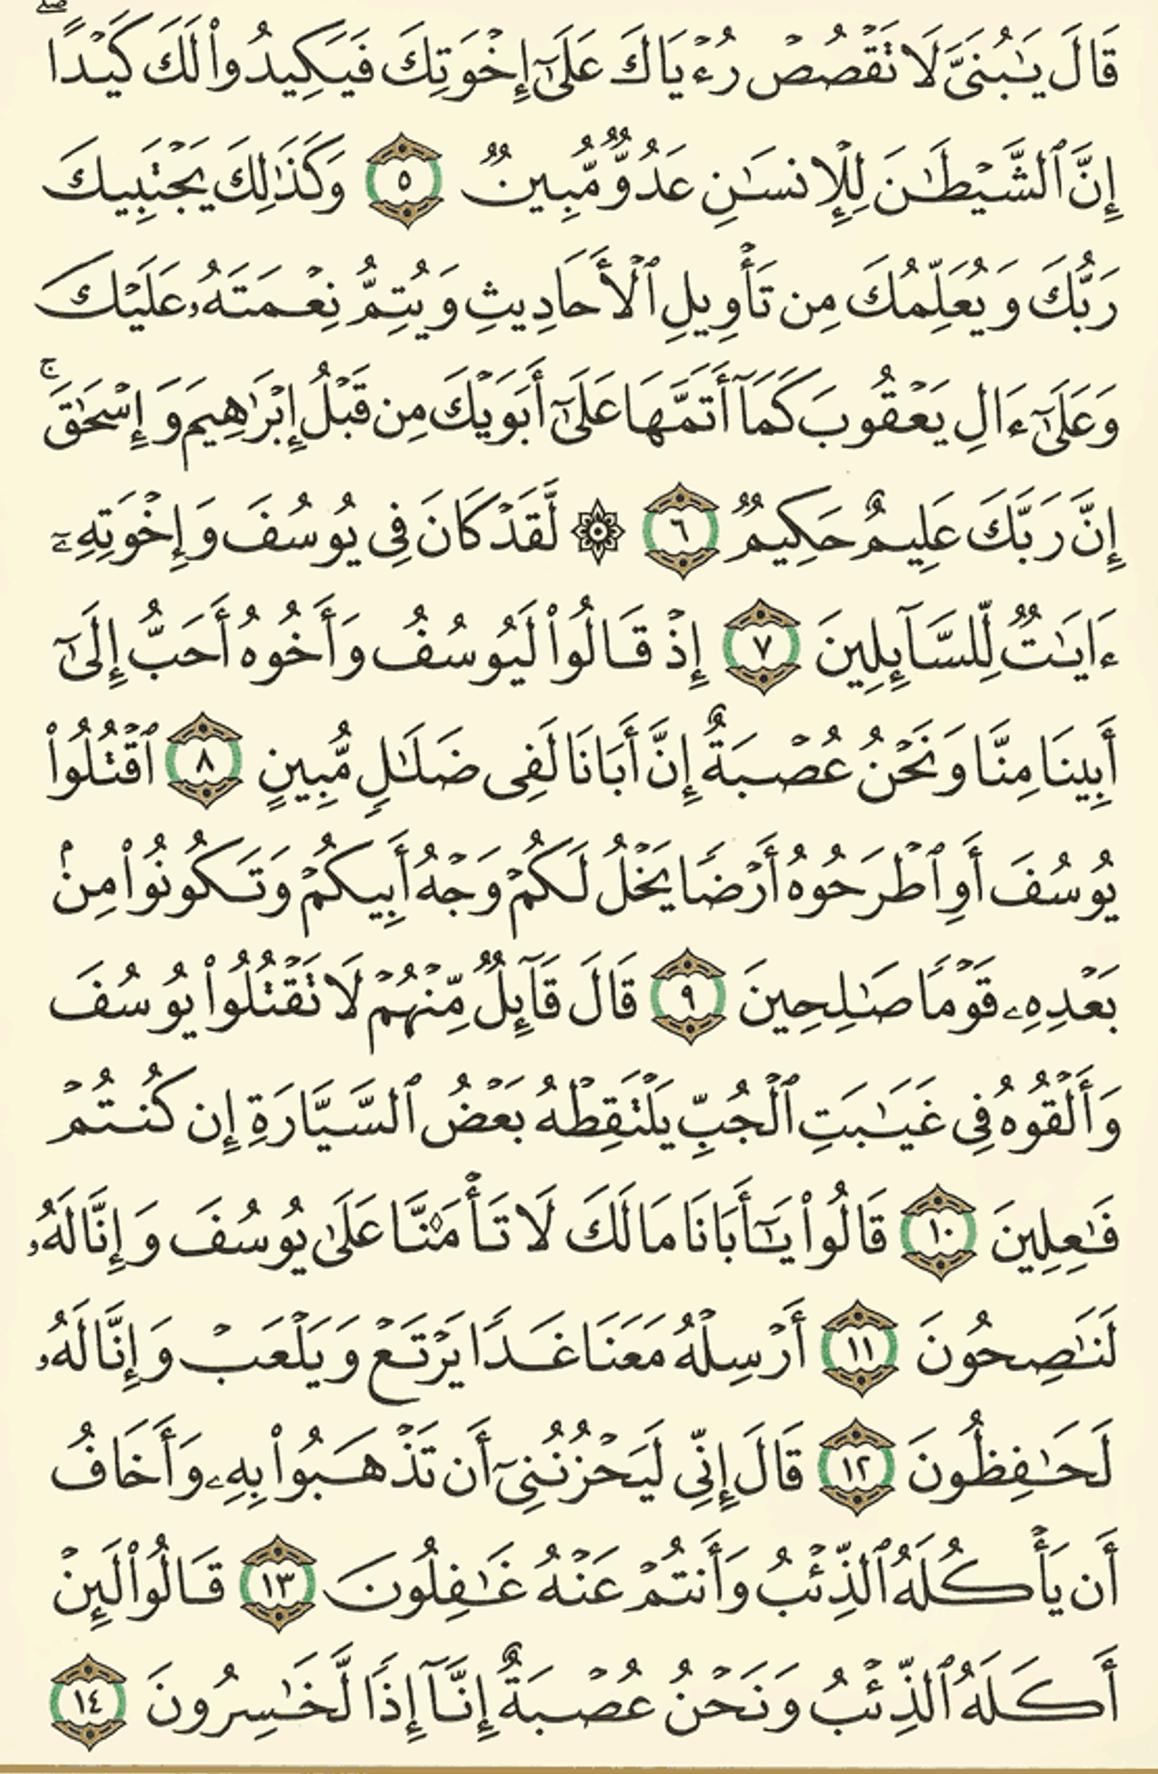 قَالَ يَـٰبُنَىَّ لَا تَقْصُصْ رُءْيَاكَ عَلَىٰٓ إِخْوَتِكَ فَيَكِيدُوا۟ لَكَ كَيْدًا ۖ
إِنَّ ٱلشَّيْطَـٰنَ لِلْإِنسَـٰنِ عَدُوٌّ مُّبِينٌ ٥ وَكَذَٰلِكَ يَجْتَبِيكَ
رَبُّكَ وَيُعَلِّمُكَ مِن تَأْوِيلِ ٱلْأَحَادِيثِ وَيُتِمُّ نِعْمَتَهُۥ عَلَيْكَ
وَعَلَىٰٓ ءَالِ يَعْقُوبَ كَمَآ أَتَمَّهَا عَلَىٰٓ أَبَوَيْكَ مِن قَبْلُ إِبْرَٰهِيمَ وَإِسْحَـٰقَ ۚ
إِنَّ رَبَّكَ عَلِيمٌ حَكِيمٌ ٦ ۞ لَّقَدْ كَانَ فِى يُوسُفَ وَإِخْوَتِهِۦٓ
ءَايَـٰتٌ لِّلسَّآئِلِينَ ٧ إِذْ قَالُوا۟ لَيُوسُفُ وَأَخُوهُ أَحَبُّ إِلَىٰٓ
أَبِينَا مِنَّا وَنَحْنُ عُصْبَةٌ إِنَّ أَبَانَا لَفِى ضَلَـٰلٍ مُّبِينٍ ٨ ٱقْتُلُوا۟
يُوسُفَ أَوِ ٱطْرَحُوهُ أَرْضًا يَخْلُ لَكُمْ وَجْهُ أَبِيكُمْ وَتَكُونُوا۟ مِنۢ
بَعْدِهِۦ قَوْمًا صَـٰلِحِينَ ٩ قَالَ قَآئِلٌ مِّنْهُمْ لَا تَقْتُلُوا۟ يُوسُفَ
وَأَلْقُوهُ فِى غَيَـٰبَتِ ٱلْجُبِّ يَلْتَقِطْهُ بَعْضُ ٱلسَّيَّارَةِ إِن كُنتُمْ
فَـٰعِلِينَ ١٠ قَالُوا۟ يَـٰٓأَبَانَا مَا لَكَ لَا تَأْمَ۫نَّا عَلَىٰ يُوسُفَ وَإِنَّا لَهُۥ
لَنَـٰصِحُونَ ١١ أَرْسِلْهُ مَعَنَا غَدًا يَرْتَعْ وَيَلْعَبْ وَإِنَّا لَهُۥ
لَحَـٰفِظُونَ ١٢ قَالَ إِنِّى لَيَحْزُنُنِىٓ أَن تَذْهَبُوا۟ بِهِۦ وَأَخَافُ
أَن يَأْكُلَهُ ٱلذِّئْبُ وَأَنتُمْ عَنْهُ غَـٰفِلُونَ ١٣ قَالُوا۟ لَئِنْ
أَكَلَهُ ٱلذِّئْبُ وَنَحْنُ عُصْبَةٌ إِنَّآ إِذًا لَّخَـٰسِرُونَ ١٤